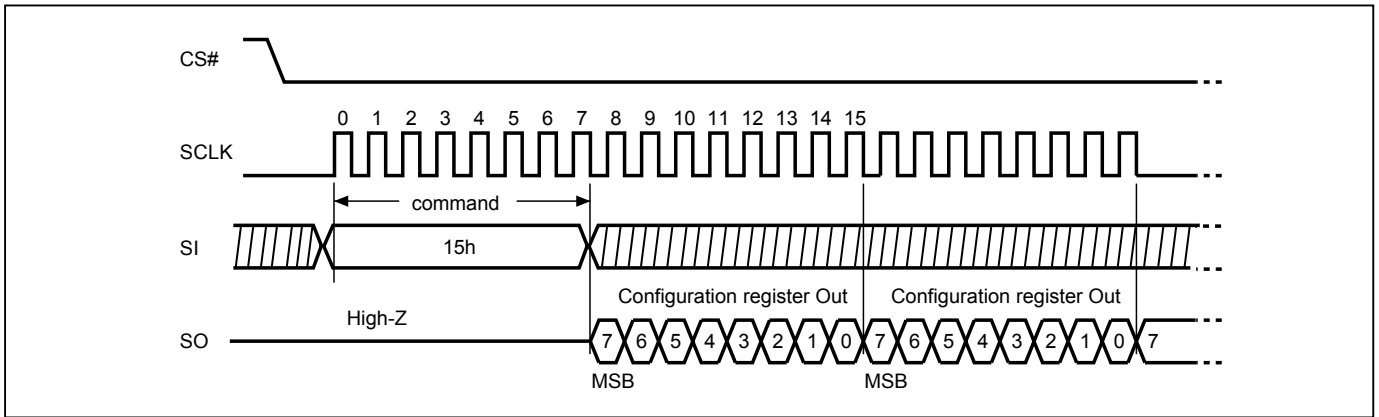 CS#
0 1 2 3 4 5 6 7 8 9 10 11 12 13 14 15
SCLK
command
SI
15h
Configuration register Out Configuration register Out
High-Z
SO
7 6 5 4 3 2 1 0 7 6 5 4 3 2 1 0 7
MSB MSB